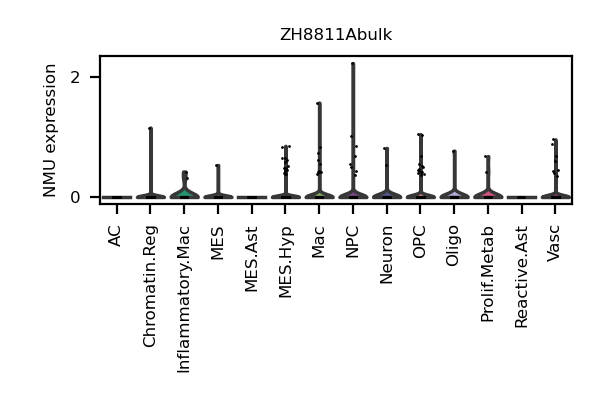 ZH8811Abulk
NMU expression
2
0
AC
Chromatin.Reg
Inflammatory.Mac
MES
MES.Ast
MES.Hyp
Mac
NPC
Neuron
OPC
Oligo
Prolif.Metab
Reactive.Ast
Vasc